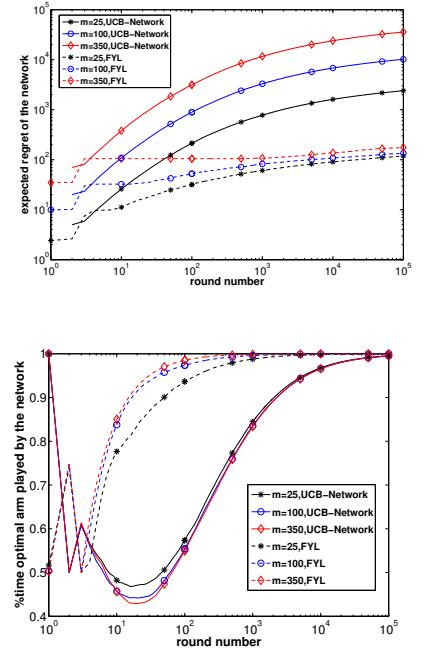 expected regret of the network
10^5
10^4
10^3
10^2
10^1
10^0
m=25,UCB−Network
m=100,UCB−Network
m=350,UCB−Network
m=25,FYL
m=100,FYL
m=350,FYL
10^0 10^1 10^2 10^3 10^4 10^5
round number
%time optimal arm played by the network
1
0.9
0.8
0.7
0.6
0.5
0.4
m=25,UCB−Network
m=100,UCB−Network
m=350,UCB−Network
m=25,FYL
m=100,FYL
m=350,FYL
10^0 10^1 10^2 10^3 10^4 10^5
round number